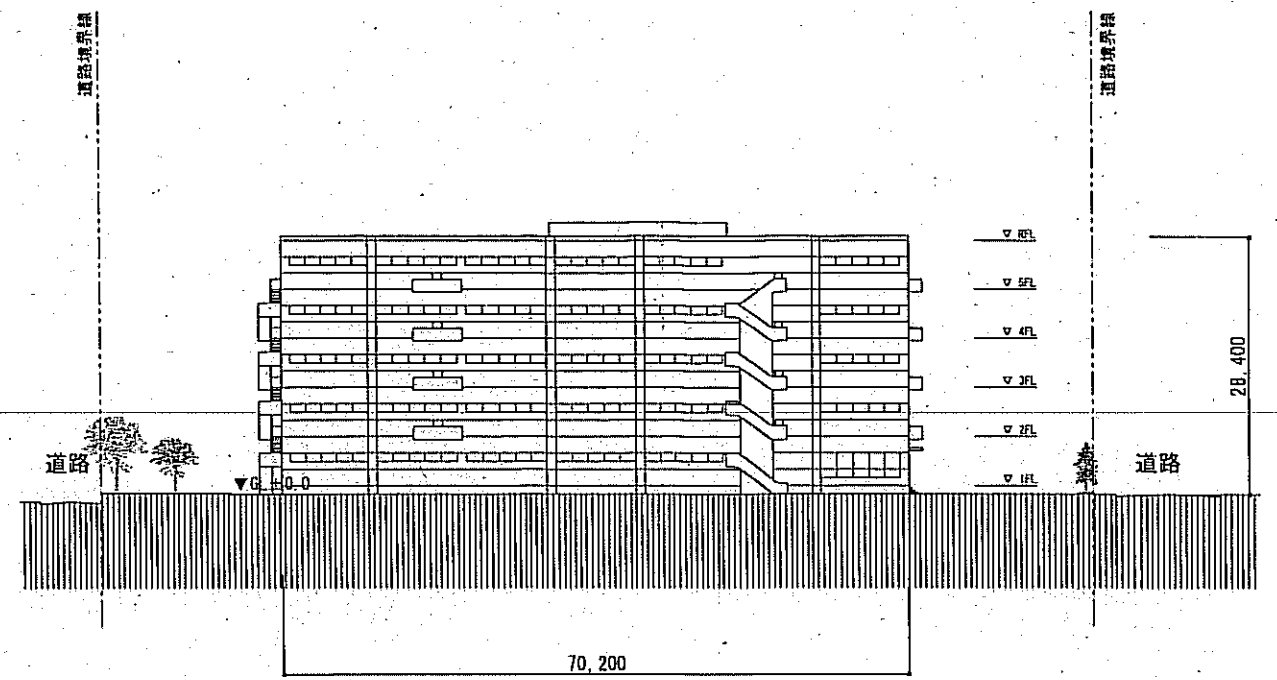 道路境界線
道路境界線
▽ RFL
▽ 5FL
▽ 4FL
▽ 3FL
▽ 2FL
▽ 1FL
28,400
道路
道路
▼GL±0.0
70,200